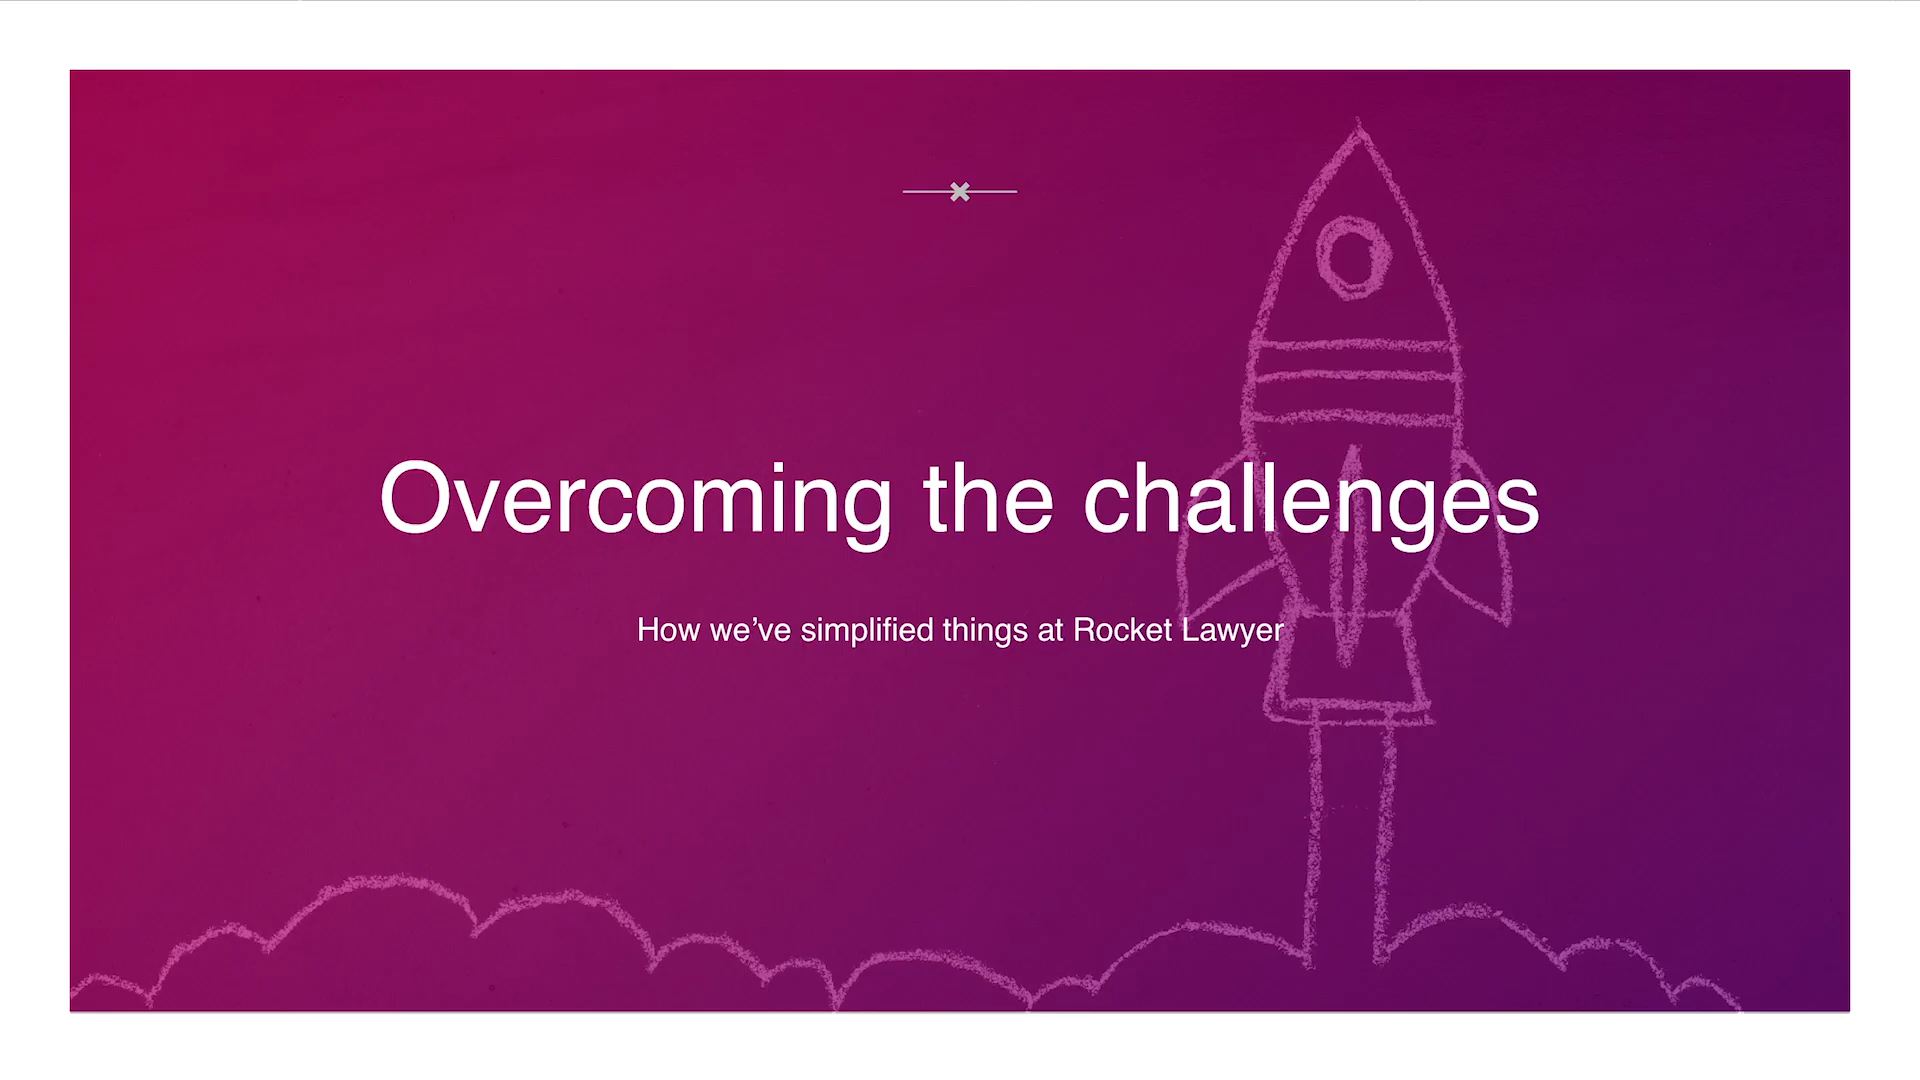 Overcoming the challenges
How we’ve simplified things at Rocket Lawyer